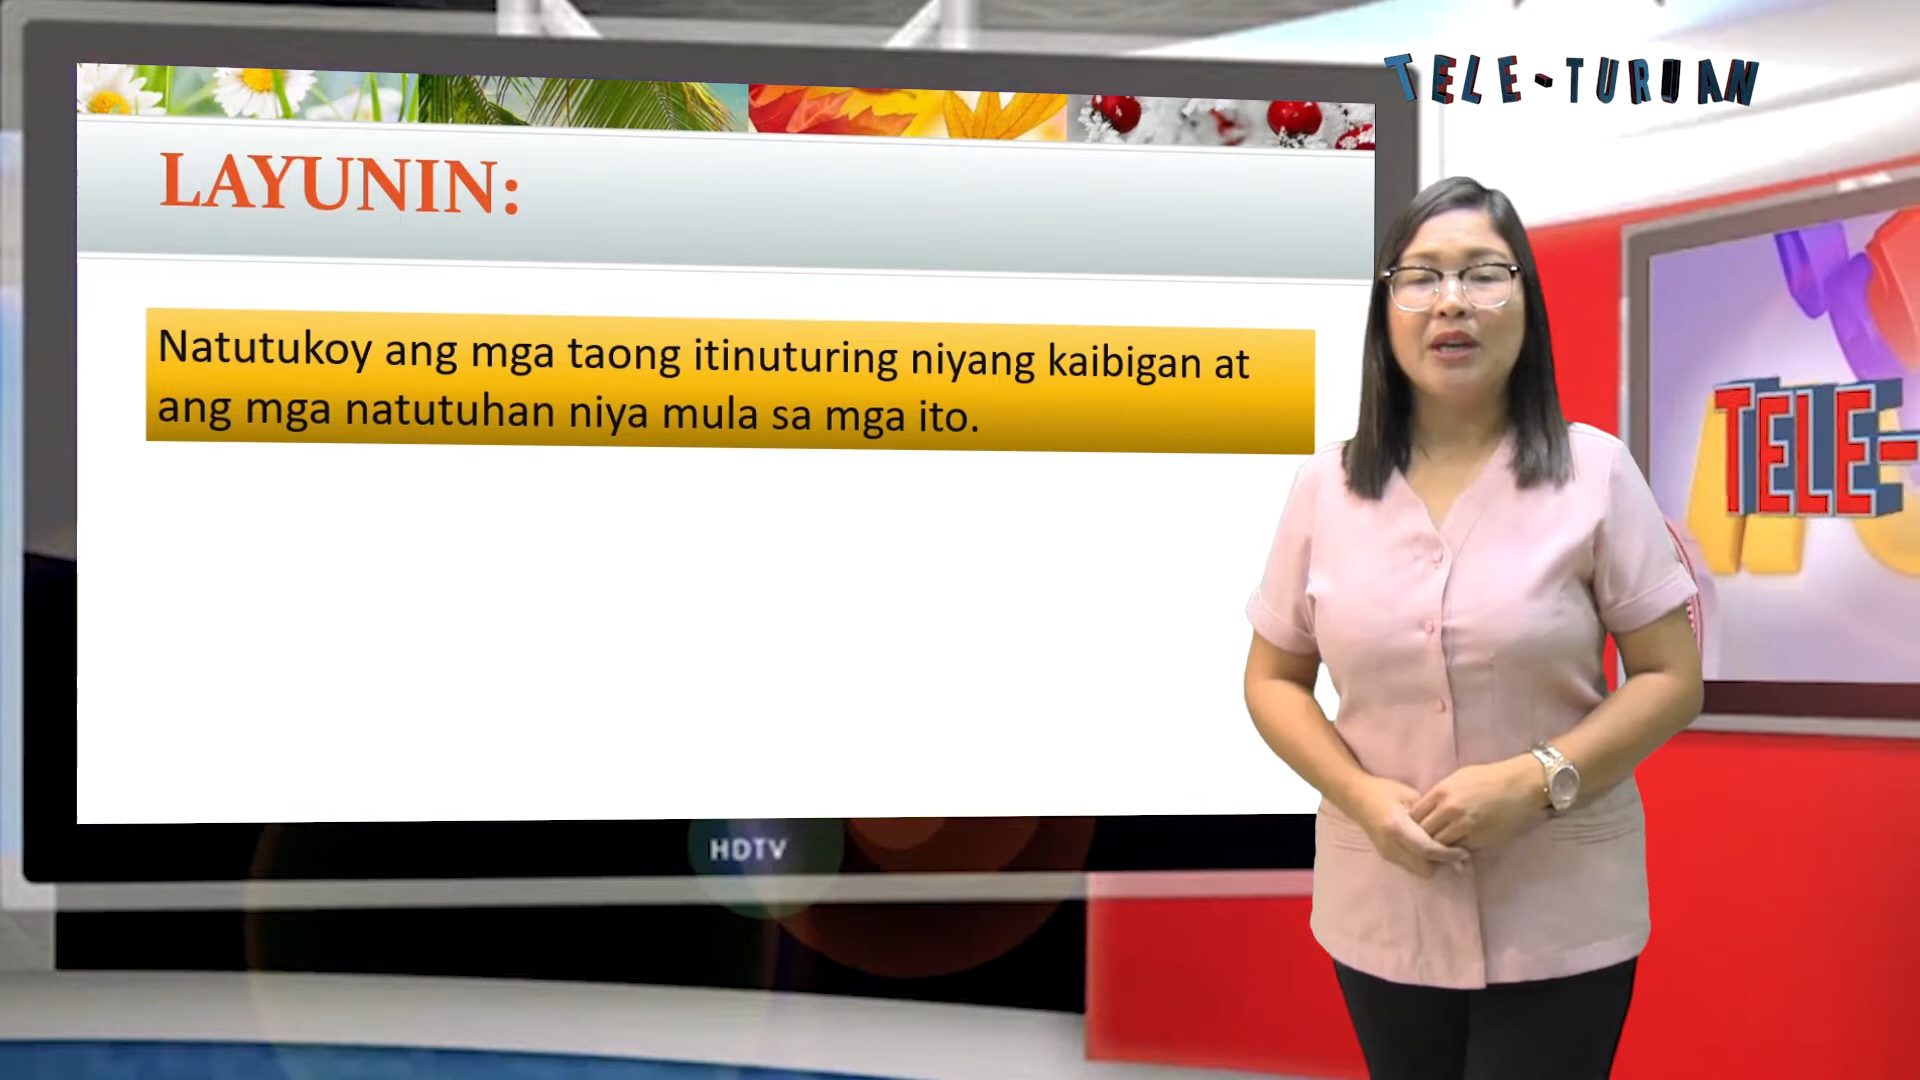 TELE-TURUAN
LAYUNIN:
Natutukoy ang mga taong itinuturing niyang kaibigan at
ang mga natutuhan niya mula sa mga ito.
TELE-
HDTV